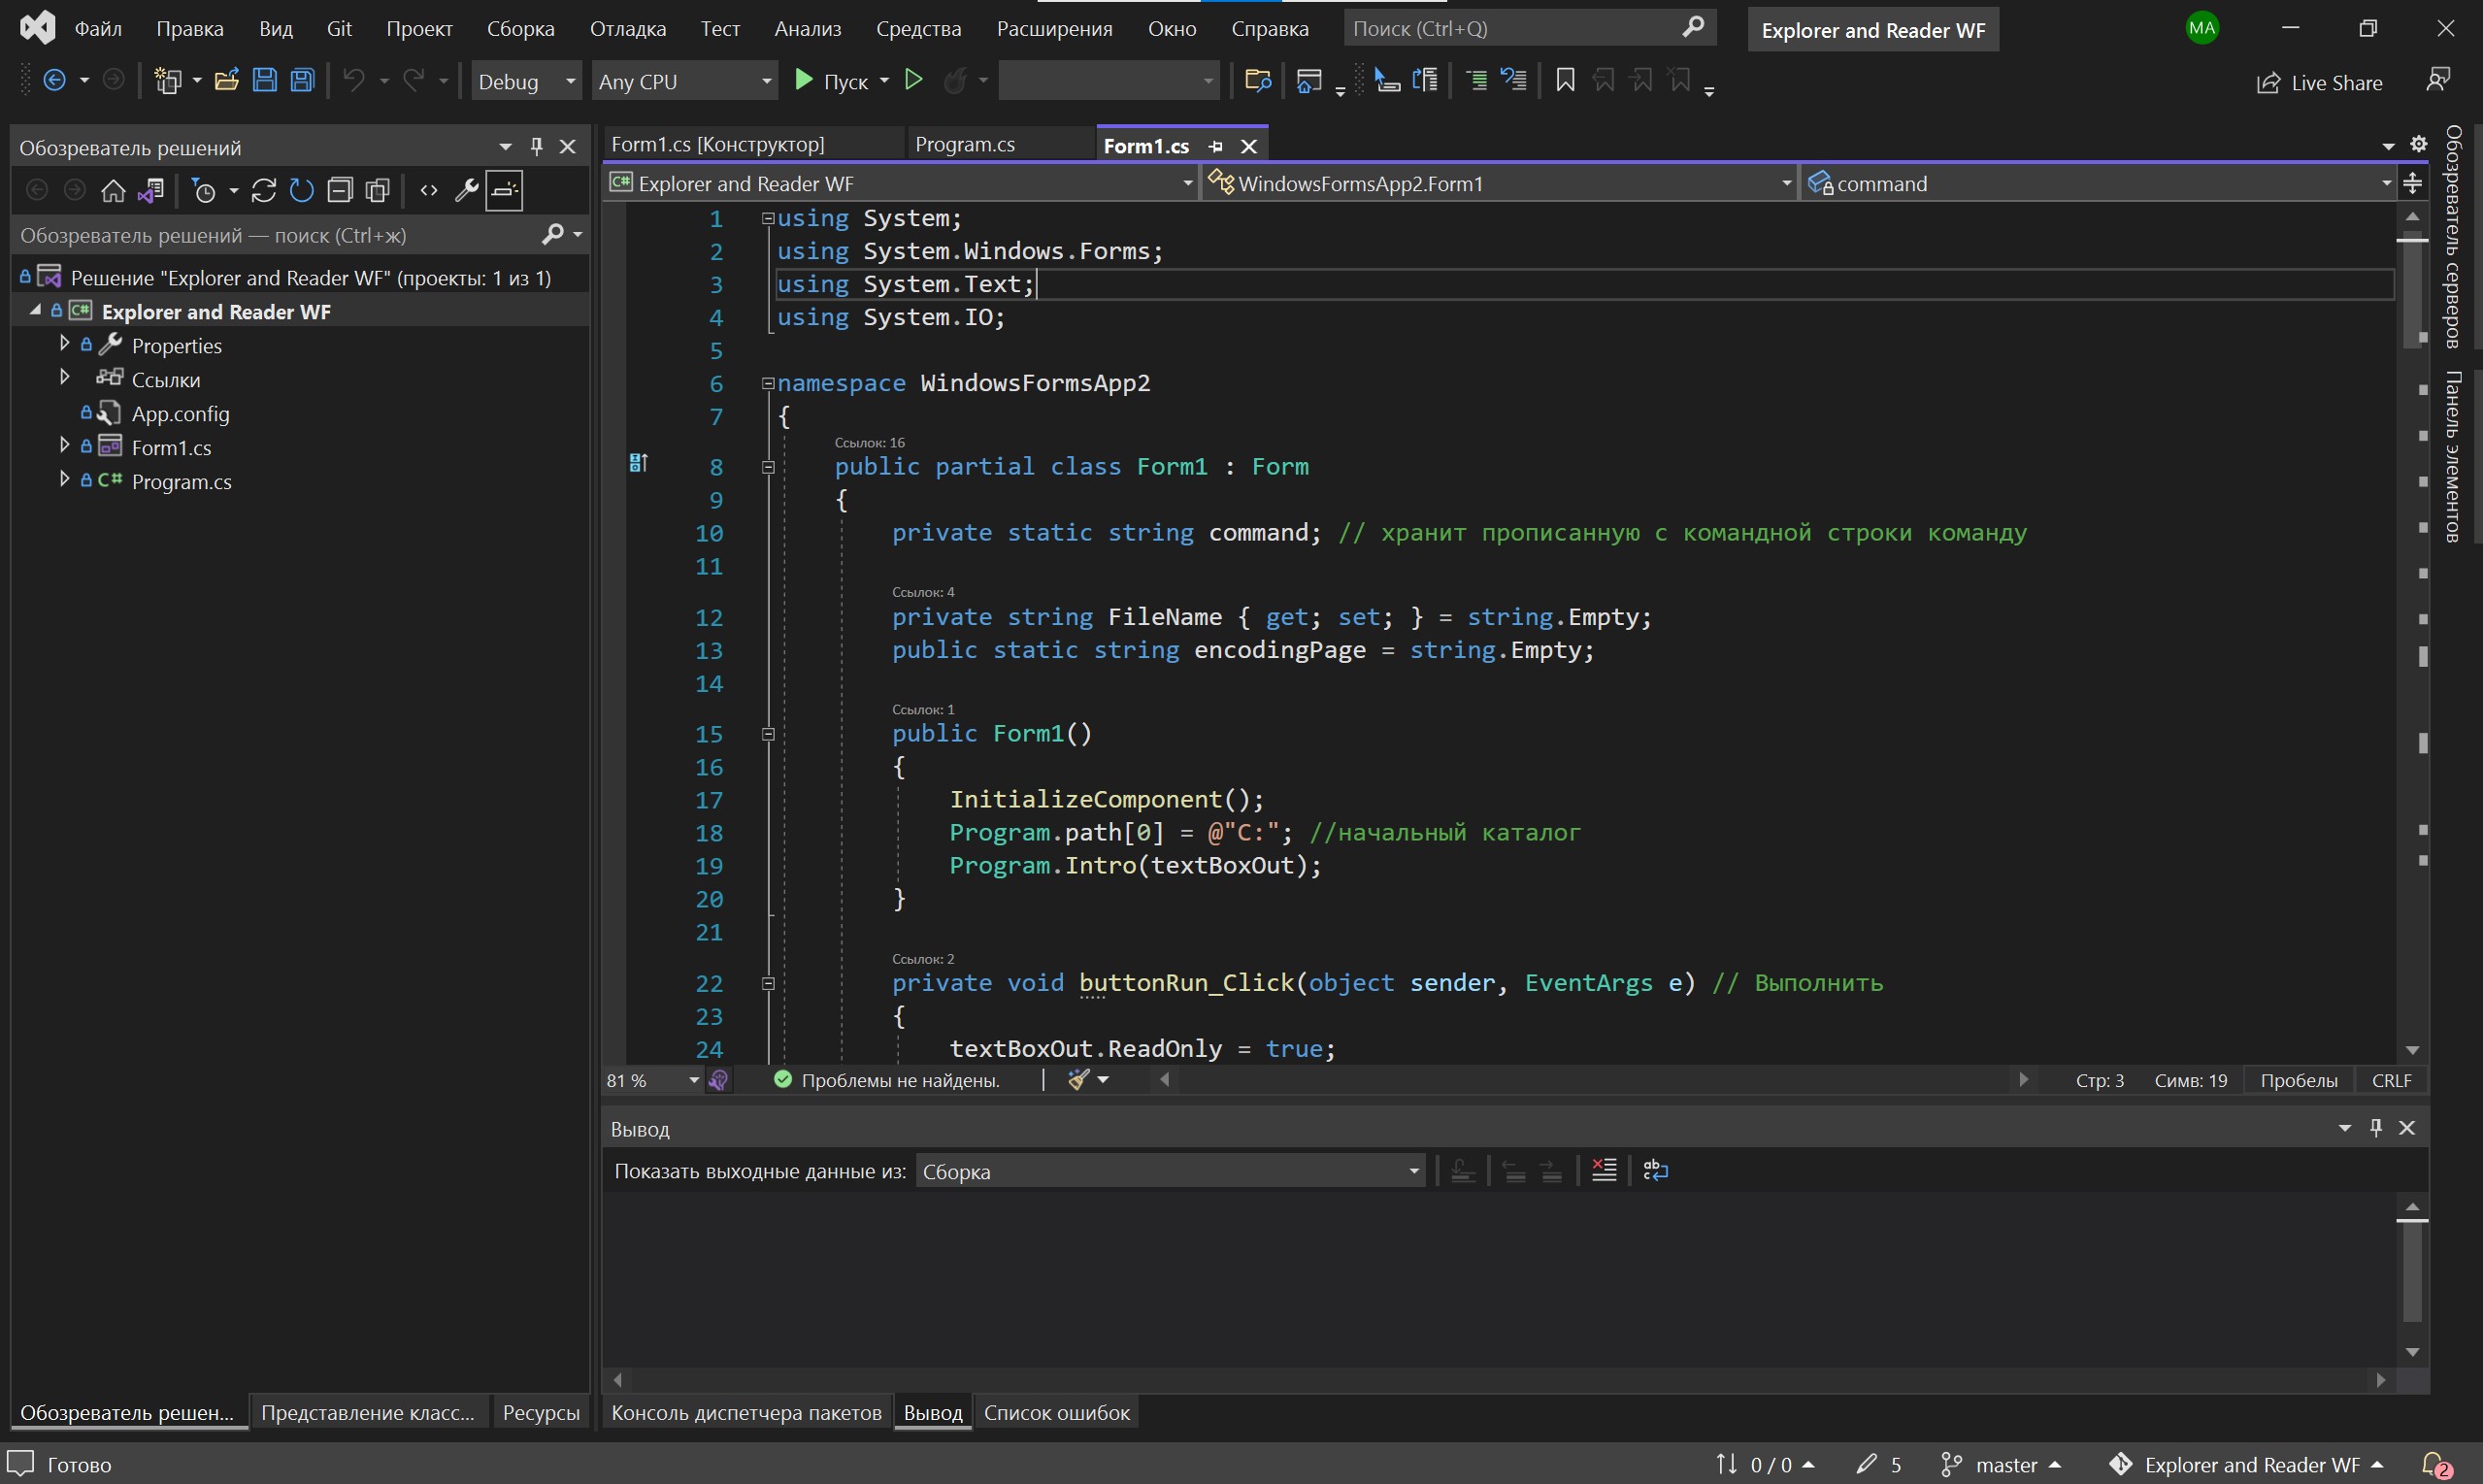 Файл Правка Вид Git Проект Сборка Отладка Тест Анализ Средства Расширения Окно Справка Поиск (Ctrl+Q) Explorer and Reader WF MA
Debug Any CPU Пуск Live Share
Обозреватель решений
Обозреватель решений — поиск (Ctrl+ж)
Решение "Explorer and Reader WF" (проекты: 1 из 1)
C# Explorer and Reader WF
Properties
Ссылки
App.config
Form1.cs
C# Program.cs
Обозреватель решен... Представление класс... Ресурсы
Form1.cs [Конструктор] Program.cs Form1.cs
C# Explorer and Reader WF WindowsFormsApp2.Form1 command
1 using System;
2 using System.Windows.Forms;
3 using System.Text;
4 using System.IO;
5
6 namespace WindowsFormsApp2
7 {
Ссылок: 16
8 public partial class Form1 : Form
9 {
10 private static string command; // хранит прописанную с командной строки команду
11
Ссылок: 4
12 private string FileName { get; set; } = string.Empty;
13 public static string encodingPage = string.Empty;
14
Ссылок: 1
15 public Form1()
16 {
17 InitializeComponent();
18 Program.path[0] = @"C:"; //начальный каталог
19 Program.Intro(textBoxOut);
20 }
21
Ссылок: 2
22 private void buttonRun_Click(object sender, EventArgs e) // Выполнить
23 {
24 textBoxOut.ReadOnly = true;
81 % Проблемы не найдены. Стр: 3 Симв: 19 Пробелы CRLF
Вывод
Показать выходные данные из: Сборка
Консоль диспетчера пакетов Вывод Список ошибок
Обозреватель серверов
Панель элементов
Готово 0 / 0 5 master Explorer and Reader WF 2